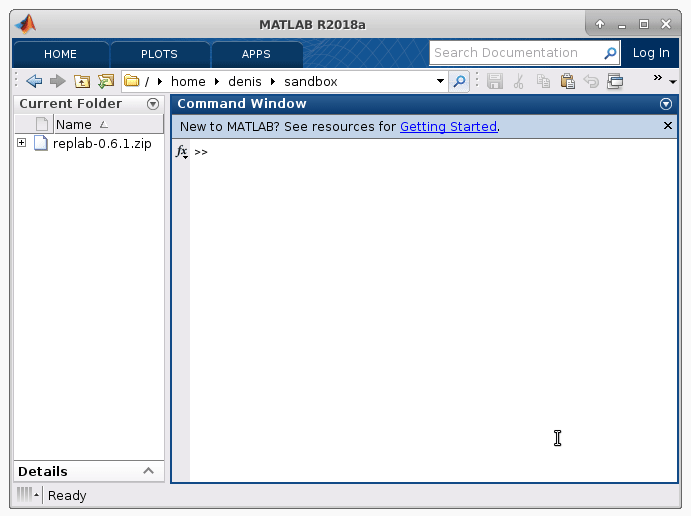 MATLAB R2018a
HOME PLOTS APPS Search Documentation Log In
/ home denis sandbox »
Current Folder
Name
replab-0.6.1.zip
Details
Command Window
New to MATLAB? See resources for Getting Started.
fx >>
Ready